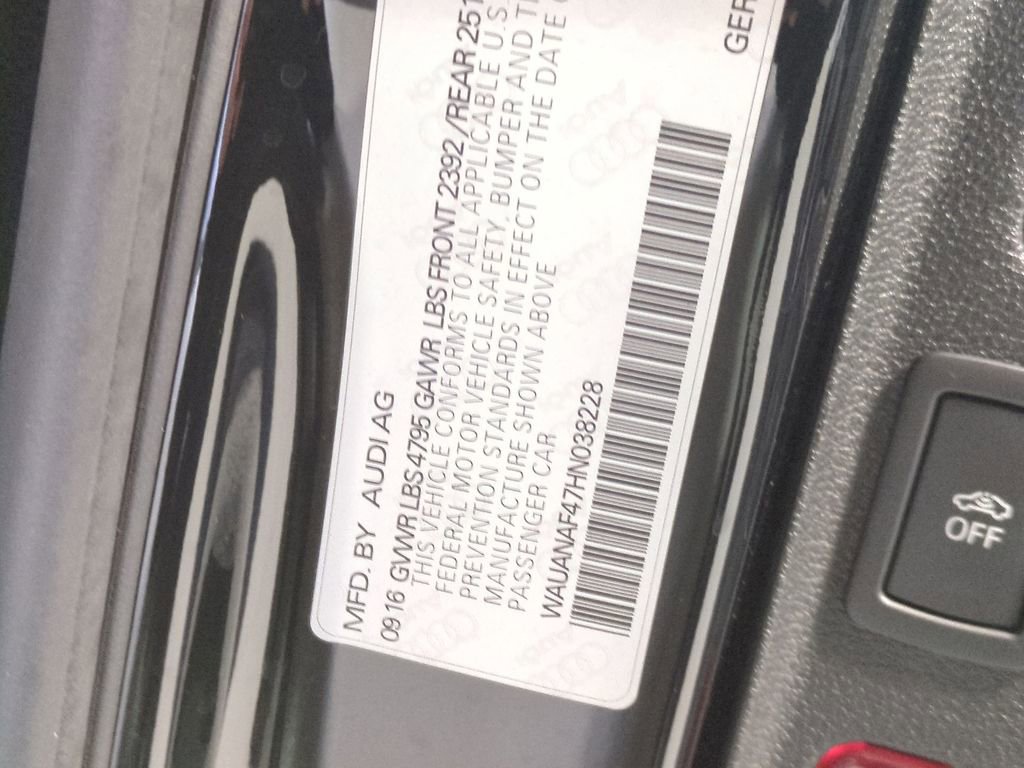 MFD. BY AUDI AG
0916 GVWR LBS 4795 GAWR LBS FRONT 2392 / REAR 251
THIS VEHICLE CONFORMS TO ALL APPLICABLE U.S.
FEDERAL MOTOR VEHICLE SAFETY, BUMPER AND
PREVENTION STANDARDS IN EFFECT ON THE DATE
MANUFACTURE SHOWN ABOVE
PASSENGER CAR
WAUANAF47HN038228
GER
OFF